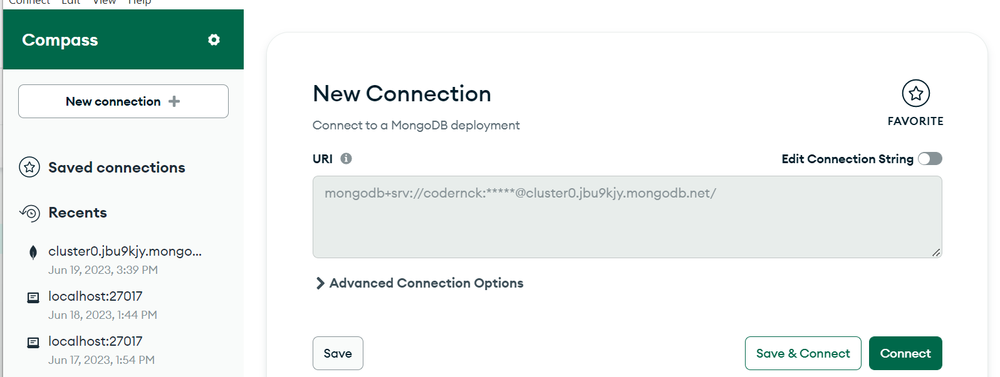 Connect Edit View Help
Compass
New connection +
Saved connections
Recents
cluster0.jbu9kjy.mongo...
Jun 19, 2023, 3:39 PM
localhost:27017
Jun 18, 2023, 1:44 PM
localhost:27017
Jun 17, 2023, 1:54 PM
New Connection
FAVORITE
Connect to a MongoDB deployment
URI
Edit Connection String
mongodb+srv://codernck:*****@cluster0.jbu9kjy.mongodb.net/
Advanced Connection Options
Save
Save & Connect
Connect